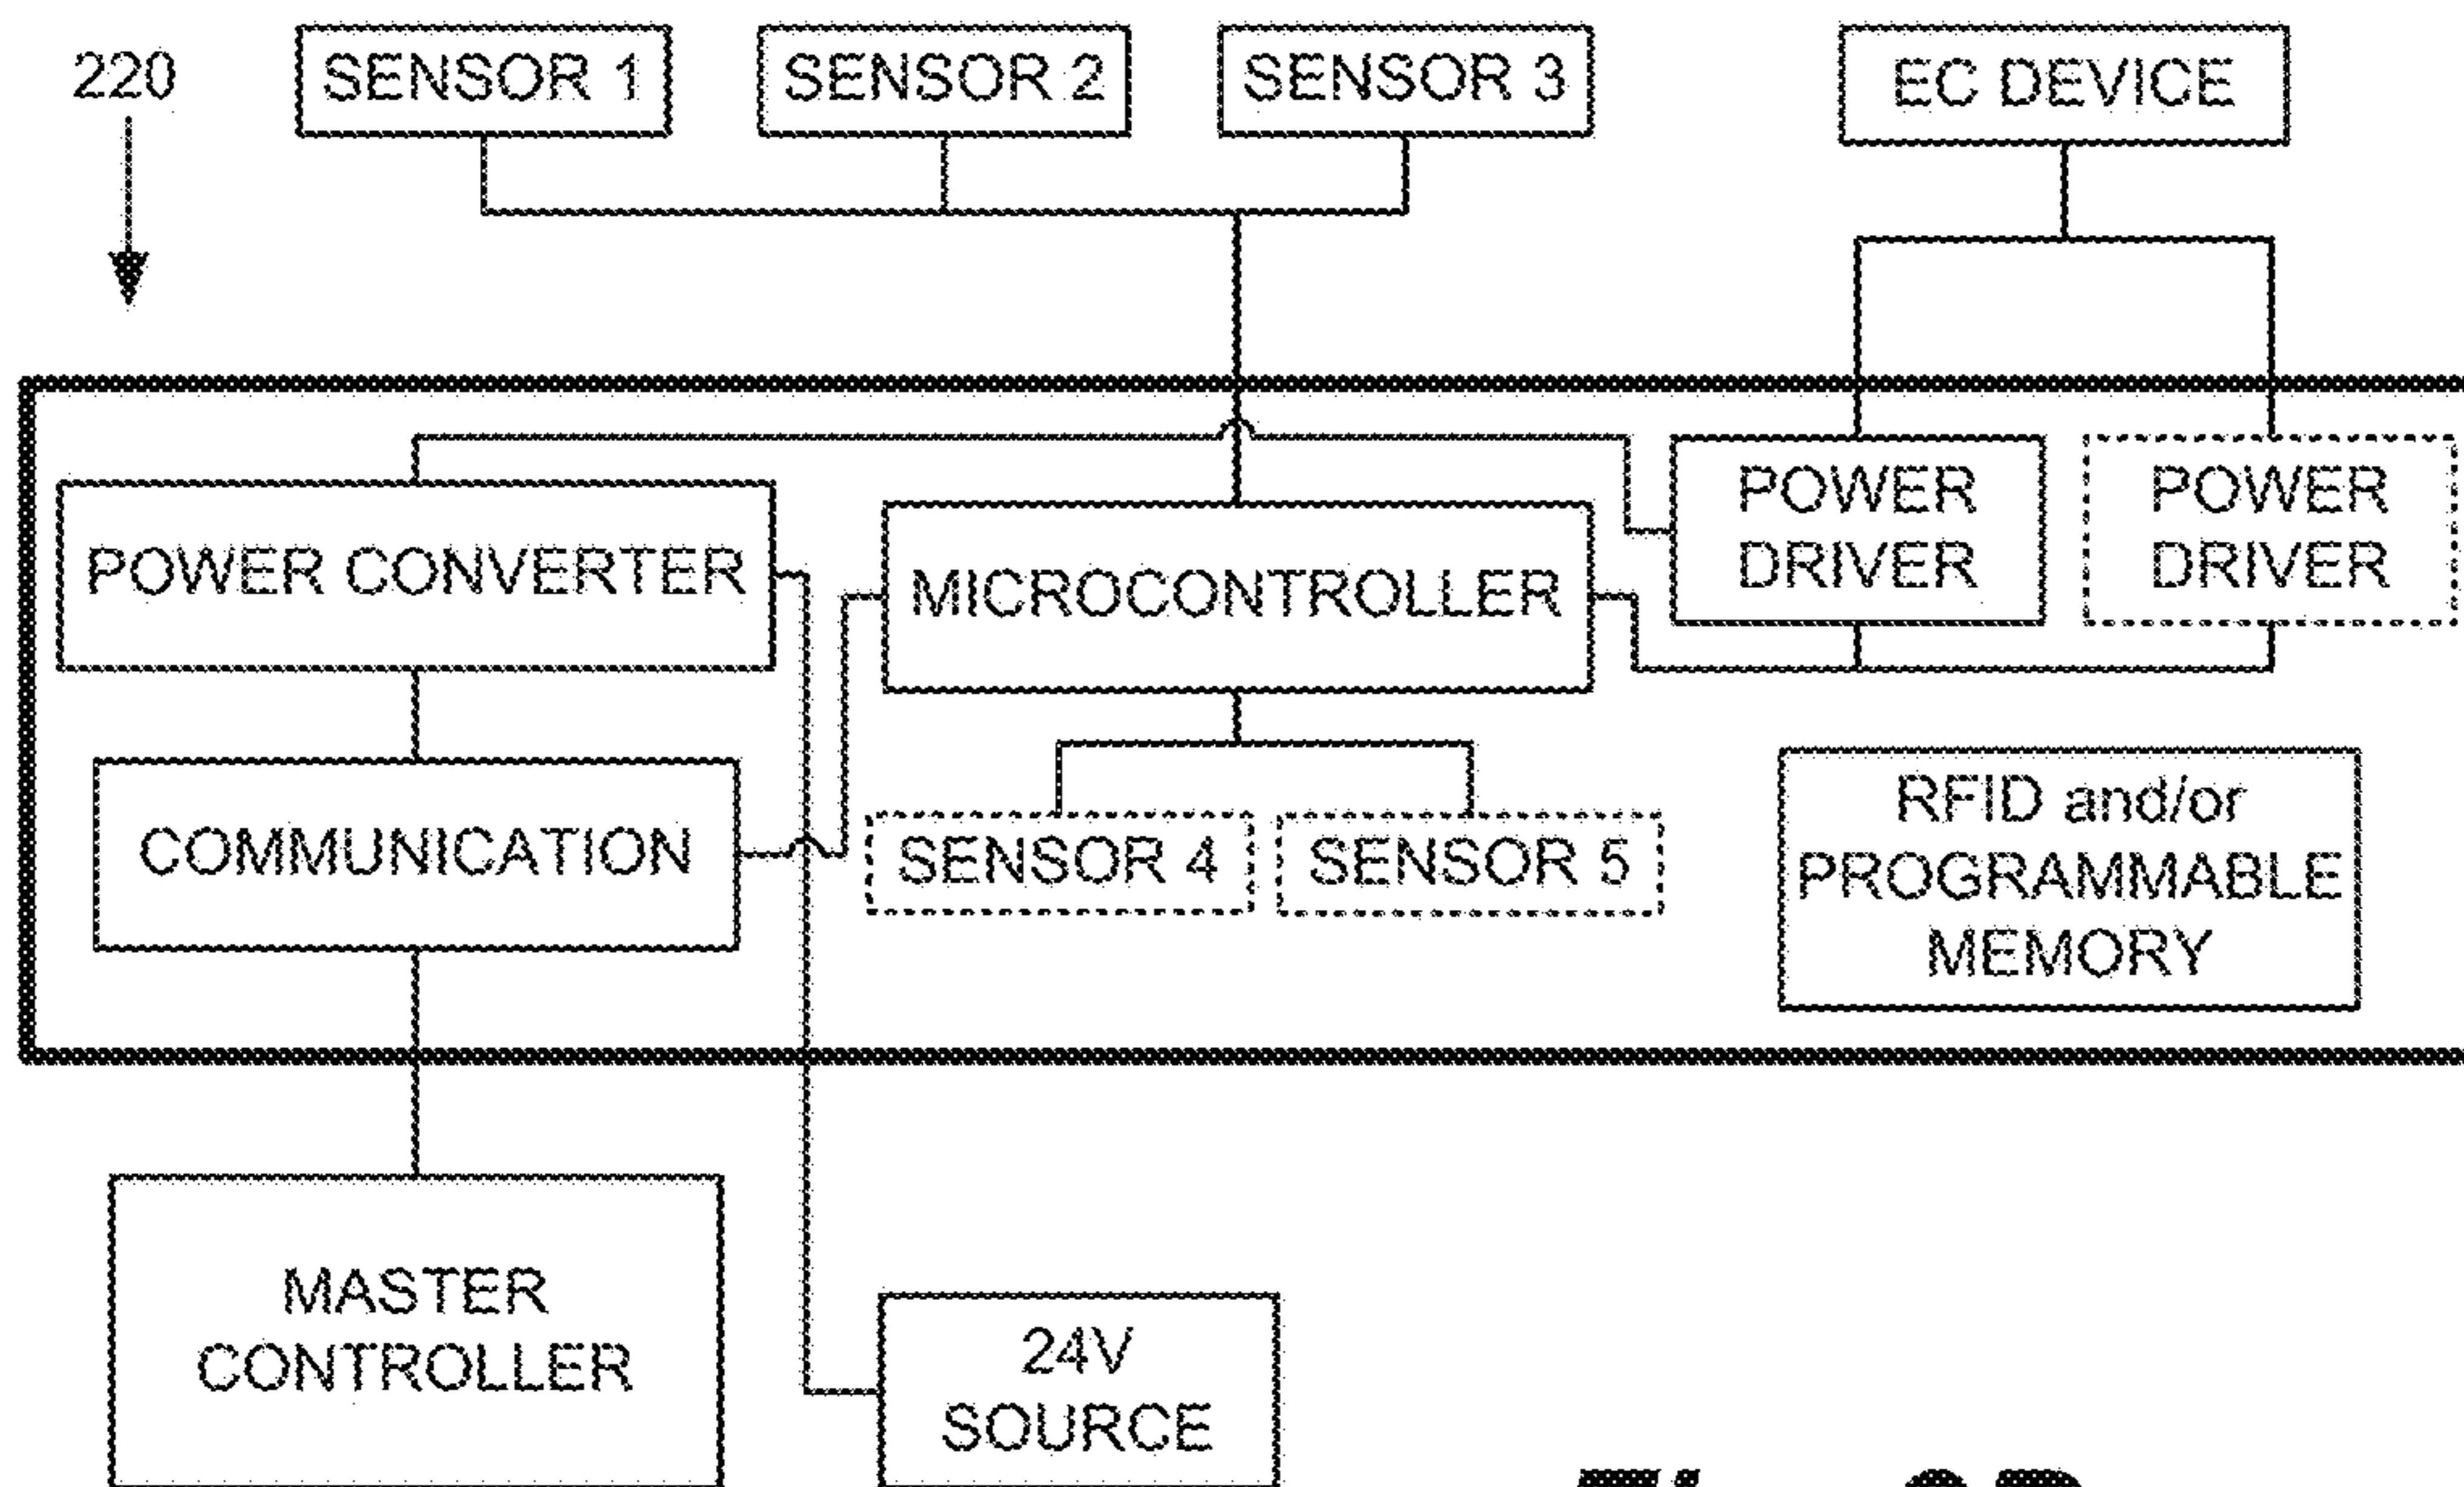 220
SENSOR 1
SENSOR 2
SENSOR 3
EC DEVICE
POWER CONVERTER
MICROCONTROLLER
POWER
DRIVER
POWER
DRIVER
COMMUNICATION
SENSOR 4
SENSOR 5
RFID and/or
PROGRAMMABLE
MEMORY
MASTER
CONTROLLER
24V
SOURCE